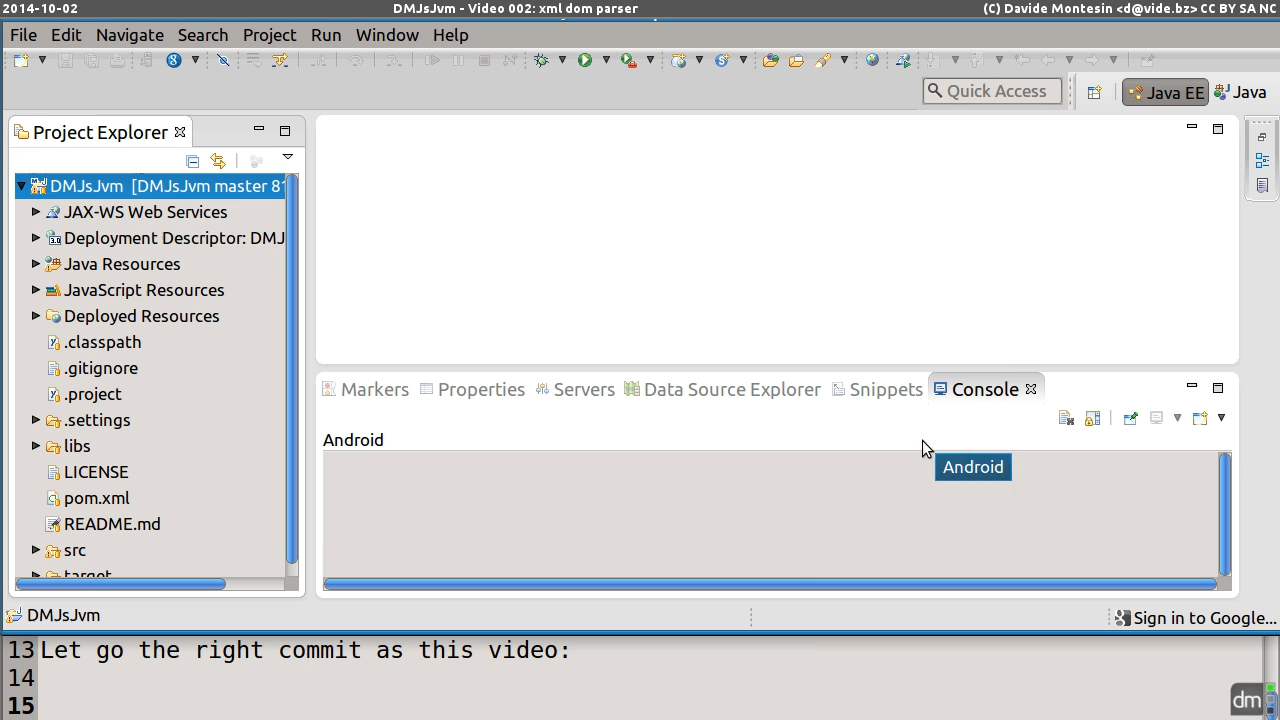 2014-10-02 DMJsJvm - Video 002: xml dom parser (C) Davide Montesin <d@vide.bz> CC BY SA NC
File Edit Navigate Search Project Run Window Help
Quick Access Java EE Java
Project Explorer
DMJsJvm [DMJsJvm master 81
JAX-WS Web Services
Deployment Descriptor: DMJ
Java Resources
JavaScript Resources
Deployed Resources
.classpath
.gitignore
.project
.settings
libs
LICENSE
pom.xml
README.md
src
target
Markers Properties Servers Data Source Explorer Snippets Console
Android
Android
DMJsJvm Sign in to Google...
13 Let go the right commit as this video:
14
15
dm